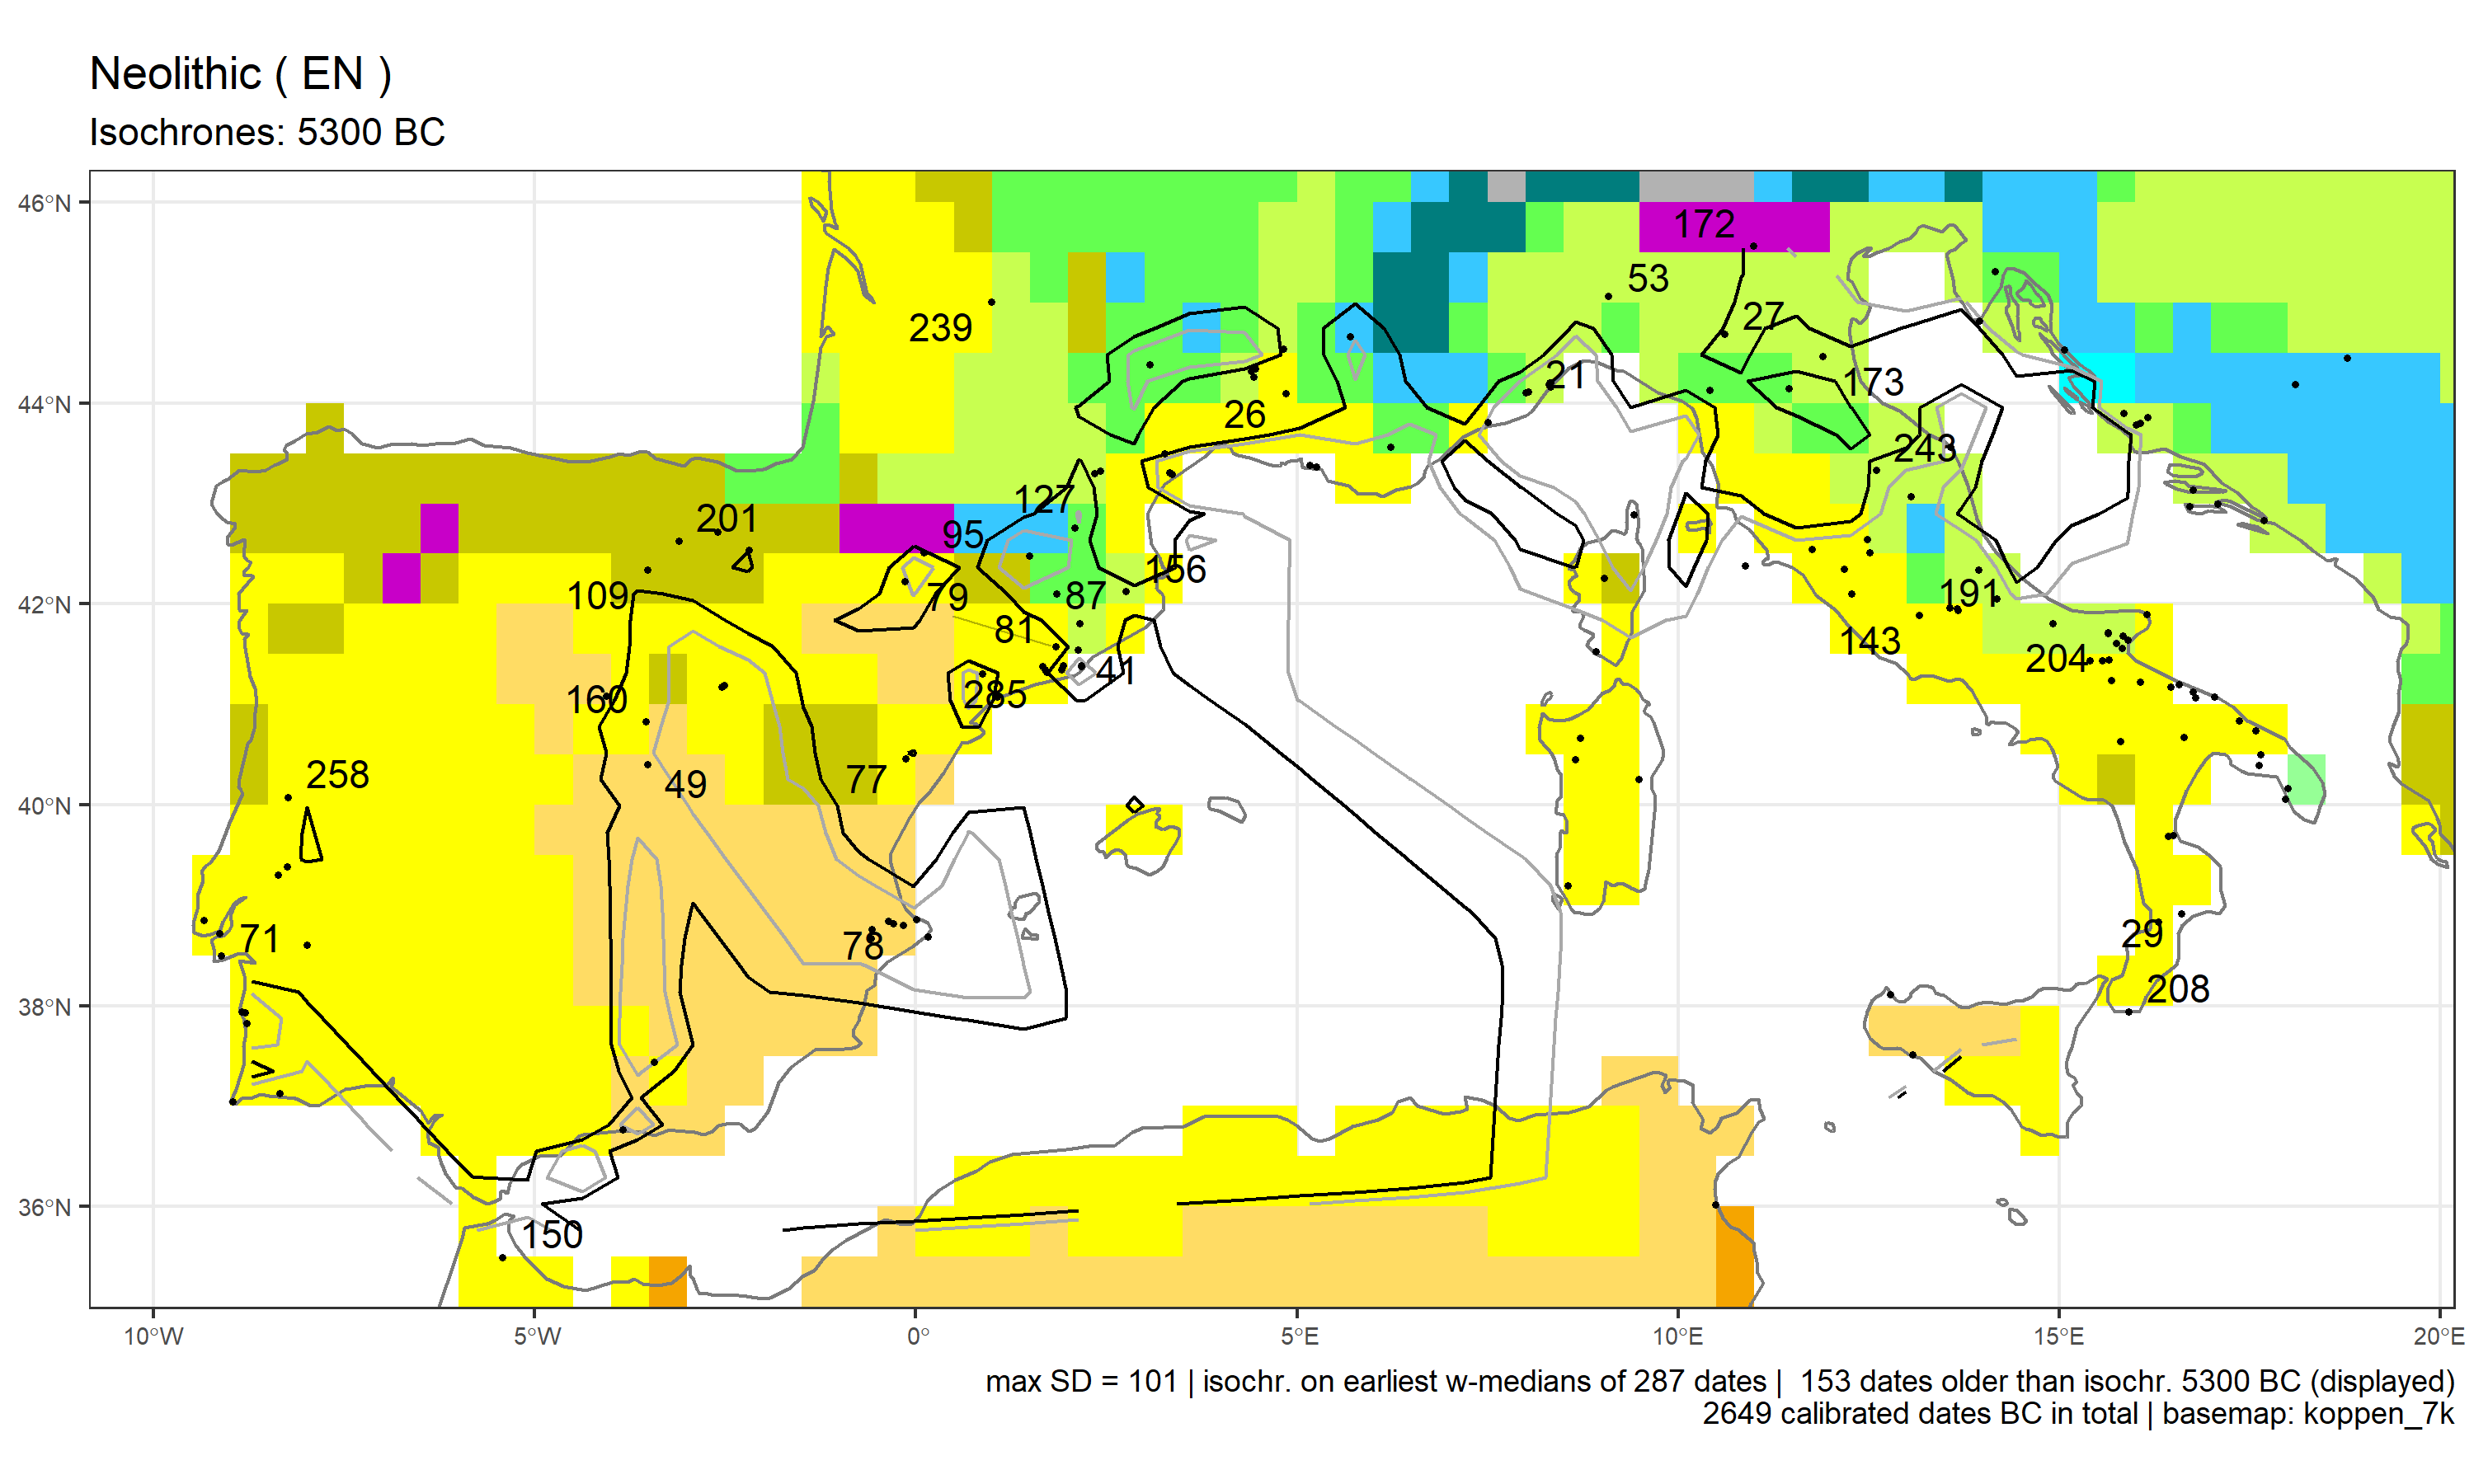 Neolithic ( EN )
Isochrones: 5300 BC
46°N
44°N
42°N
40°N
38°N
36°N
172
53
239
27
21
173
26
243
127
201
95
156
109
79
87
191
81
143
41
204
160
285
258
49
77
71
78
29
208
150
10°W
5°W
0°
5°E
10°E
15°E
20°E
max SD = 101 | isochr. on earliest w-medians of 287 dates |  153 dates older than isochr. 5300 BC (displayed)
2649 calibrated dates BC in total | basemap: koppen_7k